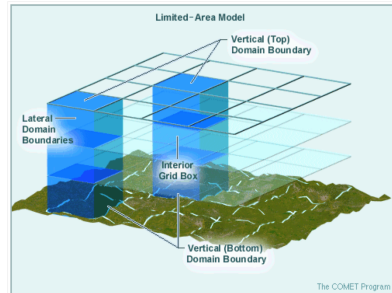 Limited-Area Model
Vertical (Top)
Domain Boundary
Lateral
Domain
Boundaries
Interior
Grid Box
Vertical (Bottom)
Domain Boundary
The COMET Program